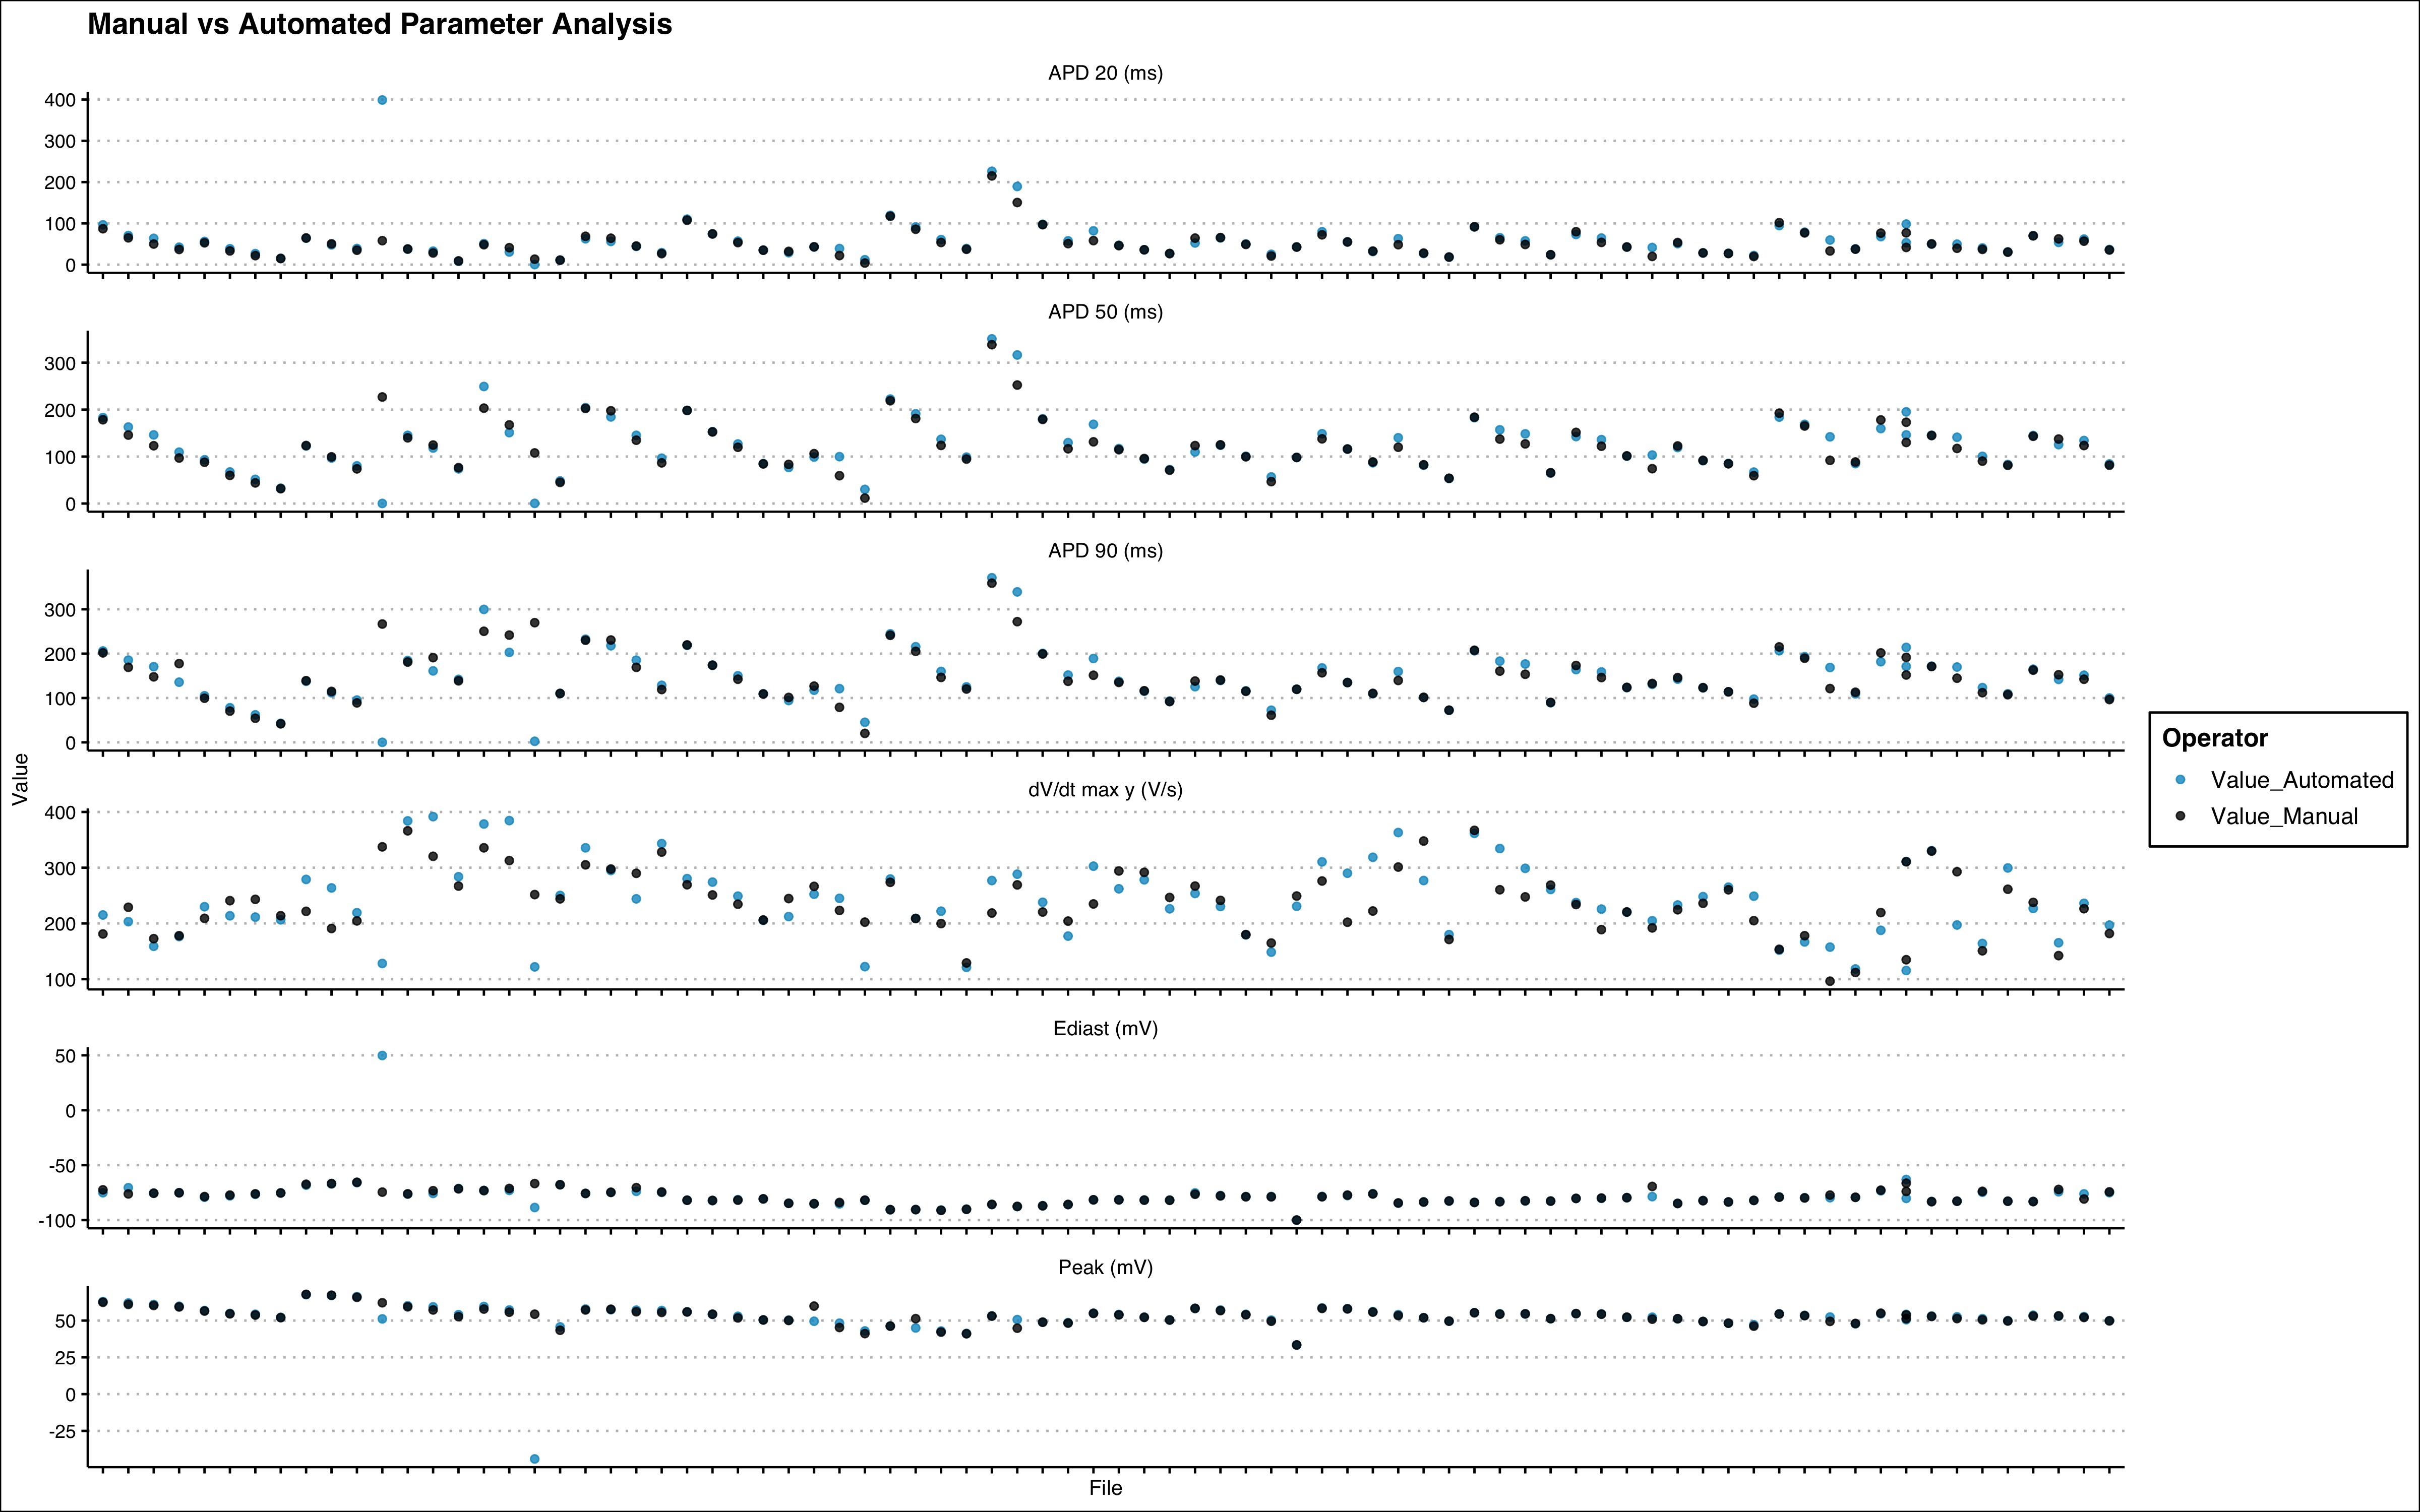 Manual vs Automated Parameter Analysis
APD 20 (ms)
400
300
200
100
0
APD 50 (ms)
300
200
100
0
APD 90 (ms)
300
200
100
0
dV/dt max y (V/s)
400
300
200
100
Ediast (mV)
50
0
-50
-100
Peak (mV)
50
25
0
-25
Value
File
Operator
Value_Automated
Value_Manual